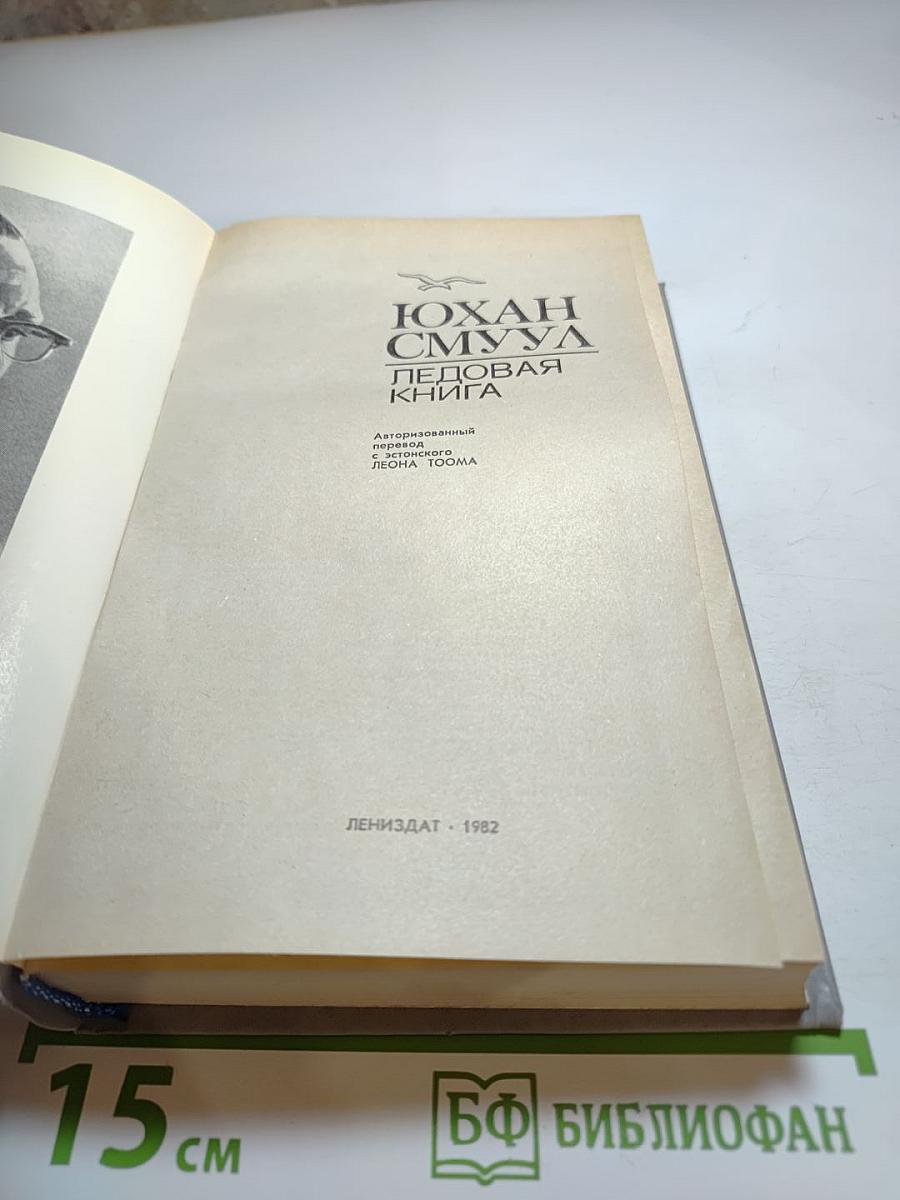 ЮХАН
СМУУЛ
ЛЕДОВАЯ
КНИГА
Авторизованный
перевод
с эстонского
ЛЕОНА ТООМА
ЛЕНИЗДАТ • 1982
15 см
БФ БИБЛИОФАН